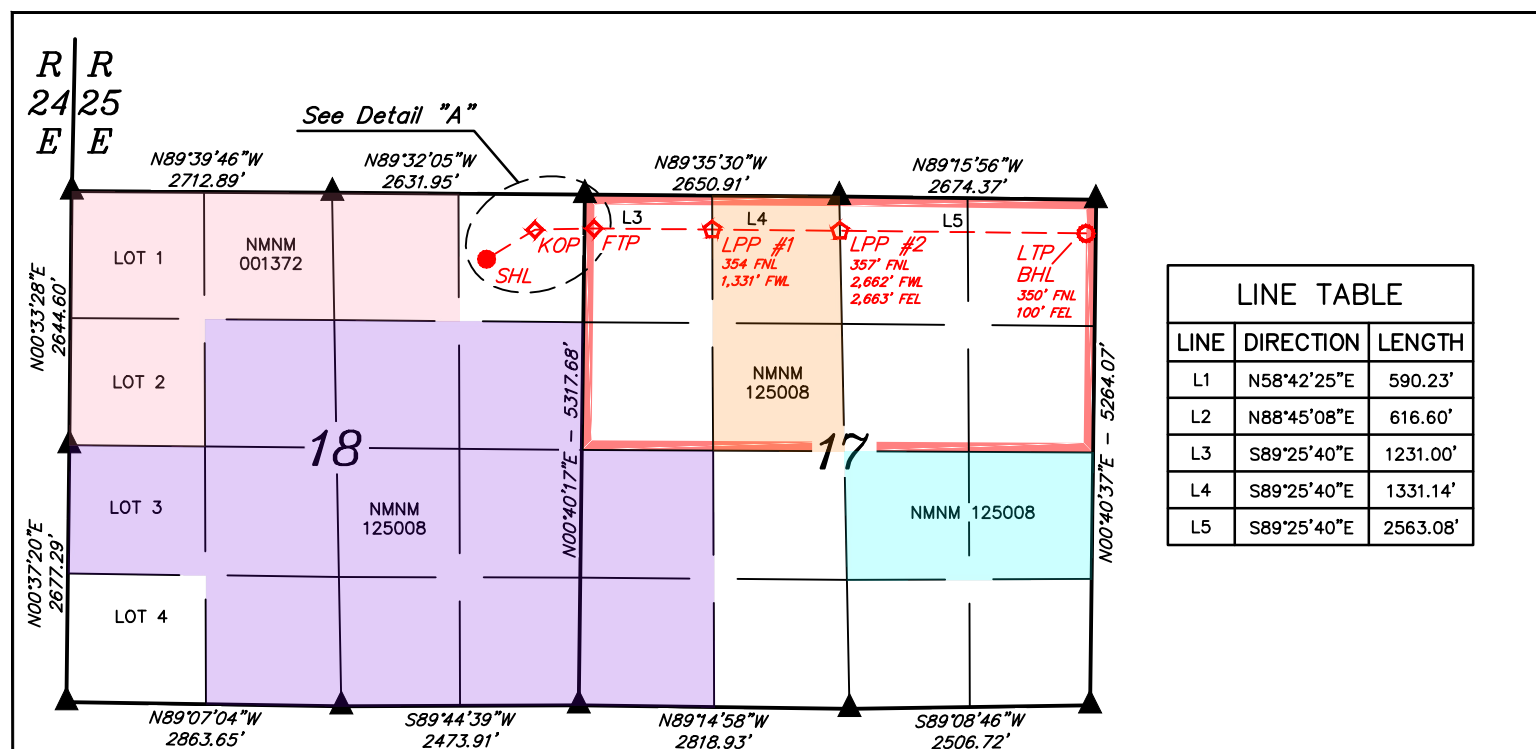 R R
24 25
E E
See Detail "A"
N89°39'46"W
2712.89'
N89°32'05"W
2631.95'
N89°35'30"W
2650.91'
N89°15'56"W
2674.37'
LOT 1
NMNM
001372
SHL
KOP
FTP
L3
L4
L5
LPP #1
354 FNL
1,331' FWL
LPP #2
357' FNL
2,662' FWL
2,663' FEL
LTP/
BHL
350' FNL
100' FEL
N00°33'28"E
2644.60'
LOT 2
NMNM
125008
N00°40'17"E - 5317.68'
N00°40'37"E - 5264.07'
18
17
LOT 3
NMNM
125008
NMNM 125008
N00°37'20"E
2677.29'
LOT 4
N89°07'04"W
2863.65'
S89°44'39"W
2473.91'
N89°14'58"W
2818.93'
S89°08'46"W
2506.72'
LINE TABLE
LINE DIRECTION LENGTH
L1 N58°42'25"E 590.23'
L2 N88°45'08"E 616.60'
L3 S89°25'40"E 1231.00'
L4 S89°25'40"E 1331.14'
L5 S89°25'40"E 2563.08'